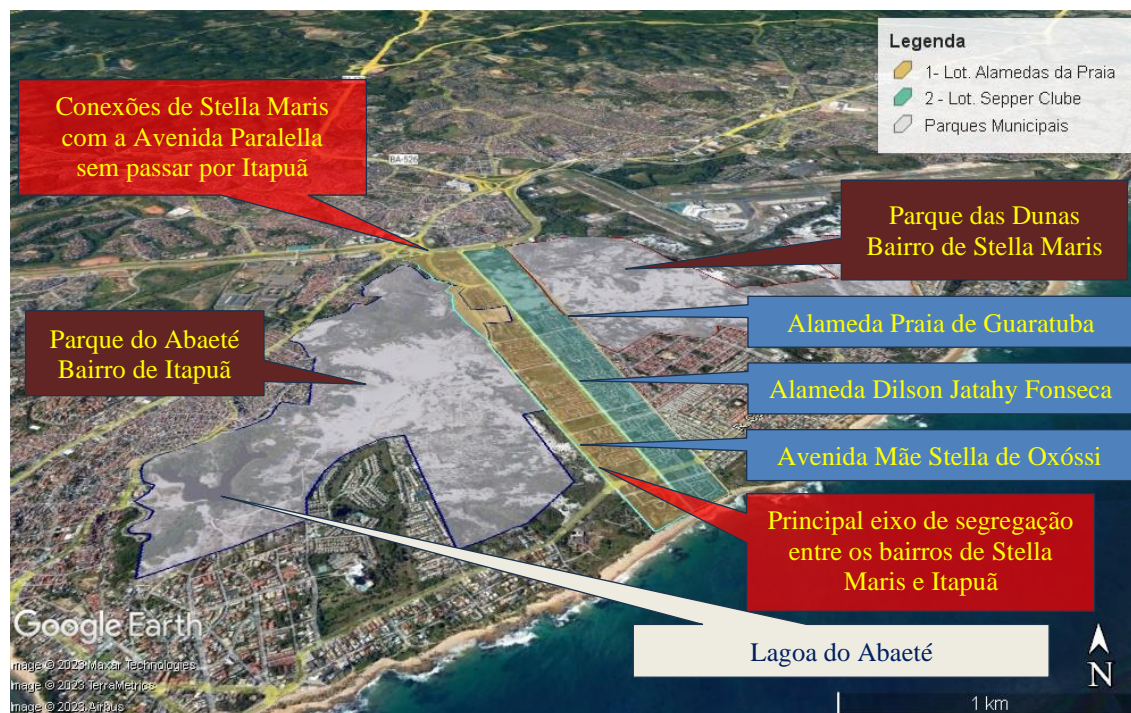 Legenda
1- Lot. Alamedas da Praia
2 - Lot. Sepper Clube
Parques Municipais
Conexões de Stella Maris
com a Avenida Paralella
sem passar por Itapuã
BA-526
Parque das Dunas
Bairro de Stella Maris
Alameda Praia de Guaratuba
Parque do Abaeté
Bairro de Itapuã
Alameda Dilson Jatahy Fonseca
Avenida Mãe Stella de Oxóssi
Principal eixo de segregação
entre os bairros de Stella
Maris e Itapuã
Lagoa do Abaeté
Google Earth
Image © 2023 Maxar Technologies
Image © 2023 TerraMetrics
Image © 2023 Airbus
N
1 km